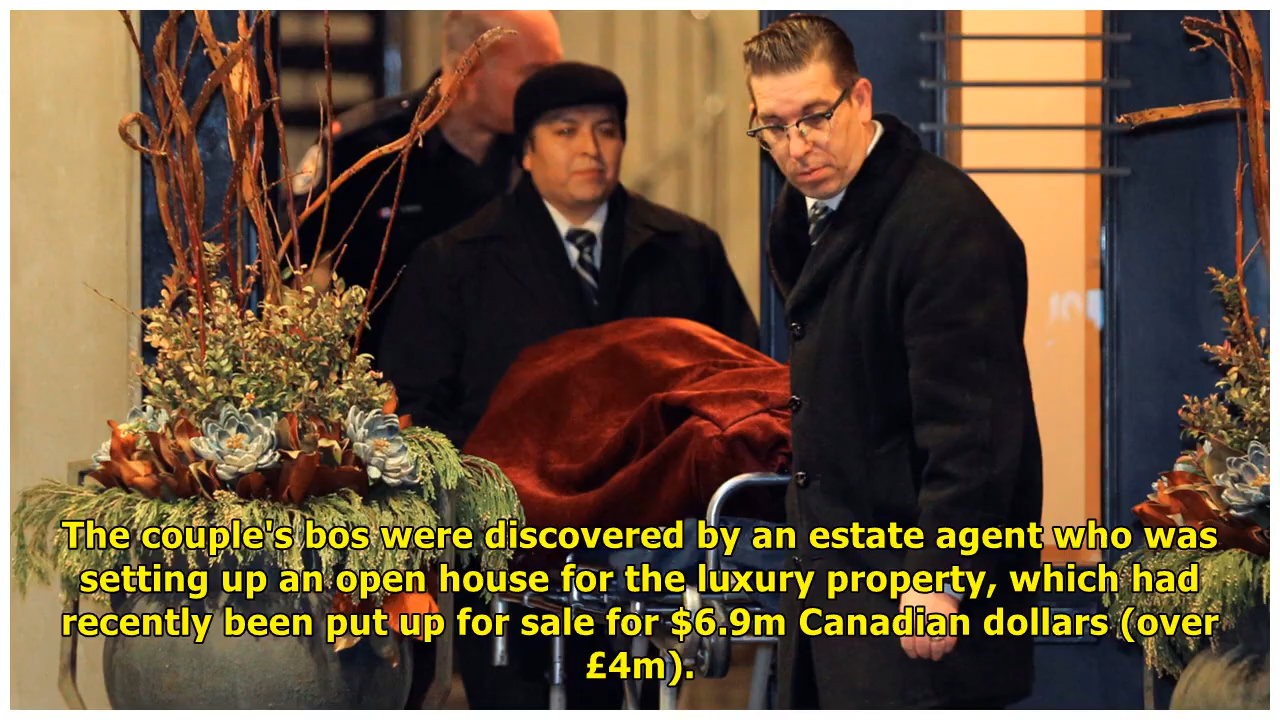 The couple's bos were discovered by an estate agent who was
setting up an open house for the luxury property, which had
recently been put up for sale for $6.9m Canadian dollars (over
£4m).